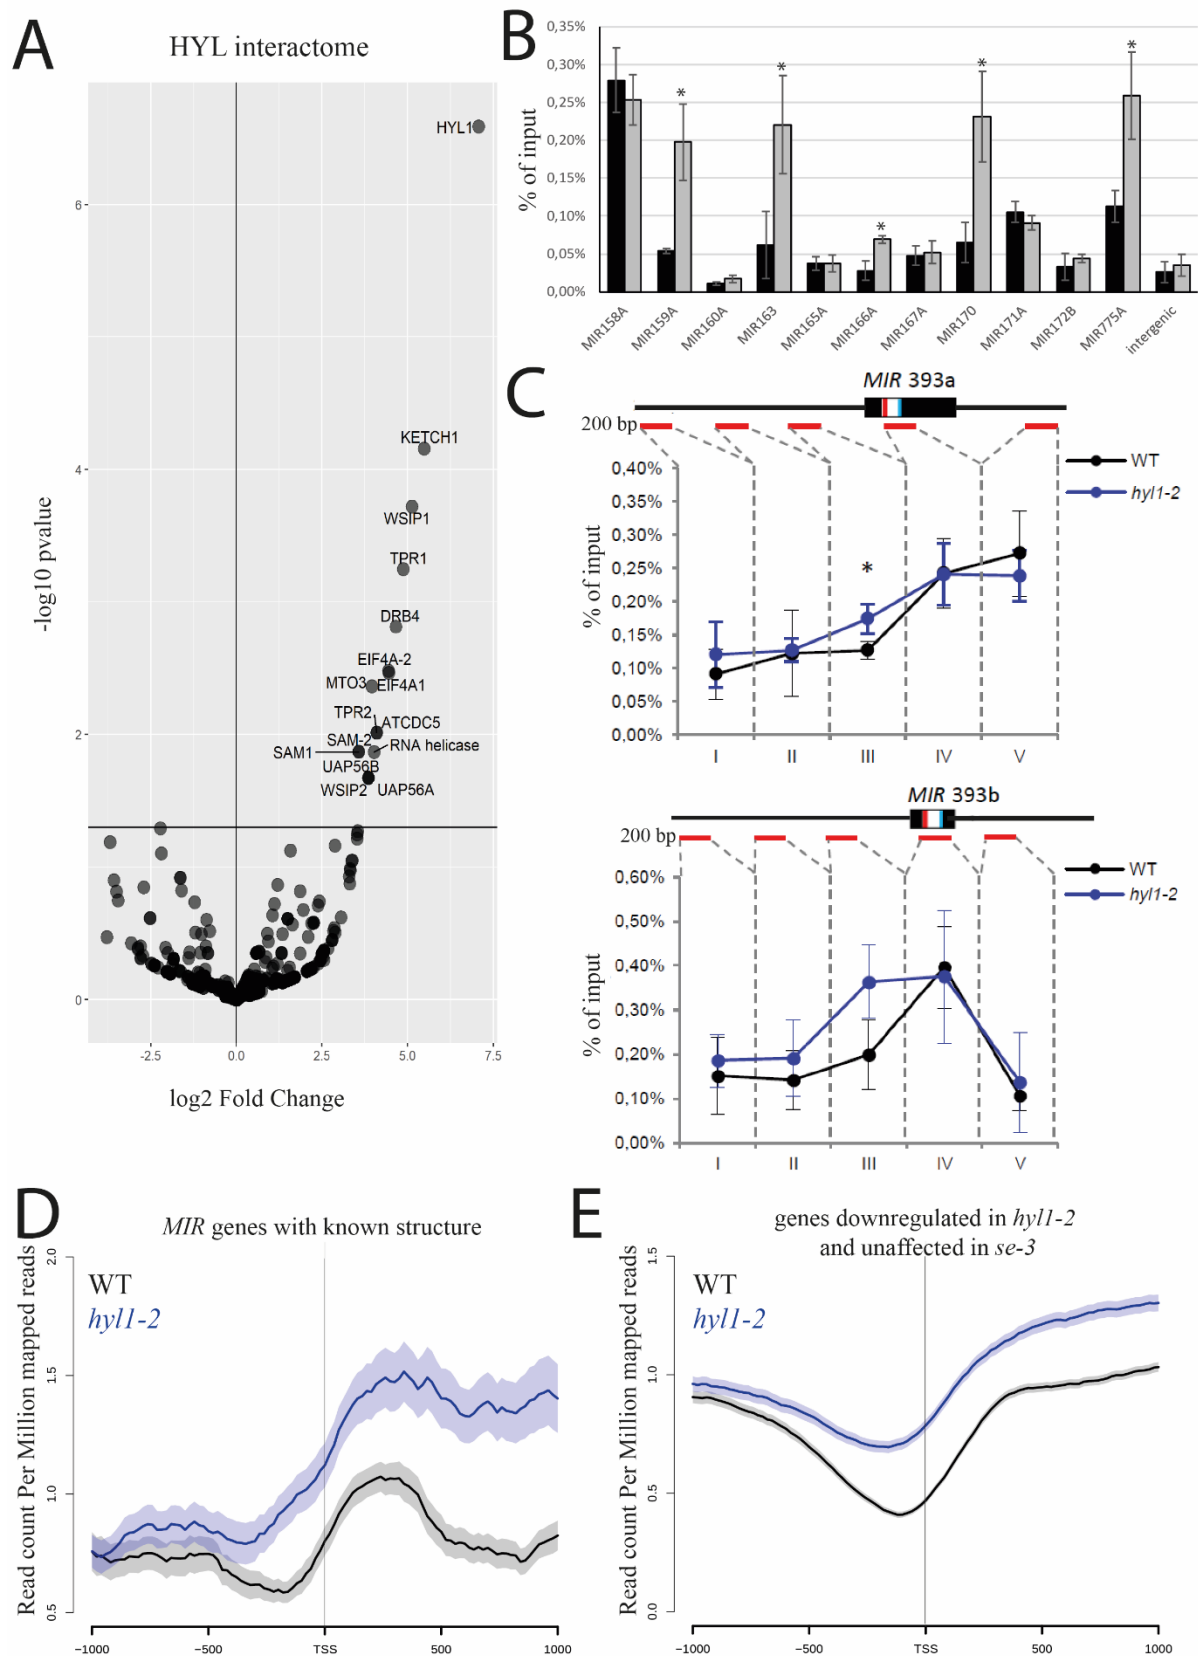 A
HYL interactome
HYL1
KETCH1
WSIP1
TPR1
DRB4
EIF4A-2
MTO3
EIF4A1
TPR2
ATCDC5
SAM-2
SAM1
RNA helicase
UAP56B
WSIP2
UAP56A
6
4
2
0
-log10 pvalue
-2.5
0.0
2.5
5.0
7.5
log2 Fold Change
B
% of input
0,35%
0,30%
0,25%
0,20%
0,15%
0,10%
0,05%
0,00%
*
*
*
*
*
MIR158A
MIR159A
MIR160A
MIR163
MIR165A
MIR166A
MIR167A
MIR170
MIR171A
MIR172B
MIR775A
intergenic
C
MIR 393a
200 bp
WT
hyl1-2
% of input
0,40%
0,35%
0,30%
0,25%
0,20%
0,15%
0,10%
0,05%
0,00%
*
I
II
III
IV
V
MIR 393b
200 bp
WT
hyl1-2
% of input
0,60%
0,50%
0,40%
0,30%
0,20%
0,10%
0,00%
I
II
III
IV
V
D
MIR genes with known structure
WT
hyl1-2
Read count Per Million mapped reads
2.0
1.5
1.0
0.5
−1000
−500
TSS
500
1000
E
genes downregulated in hyl1-2
and unaffected in se-3
WT
hyl1-2
Read count Per Million mapped reads
1.5
1.0
0.5
0.0
−1000
−500
TSS
500
1000